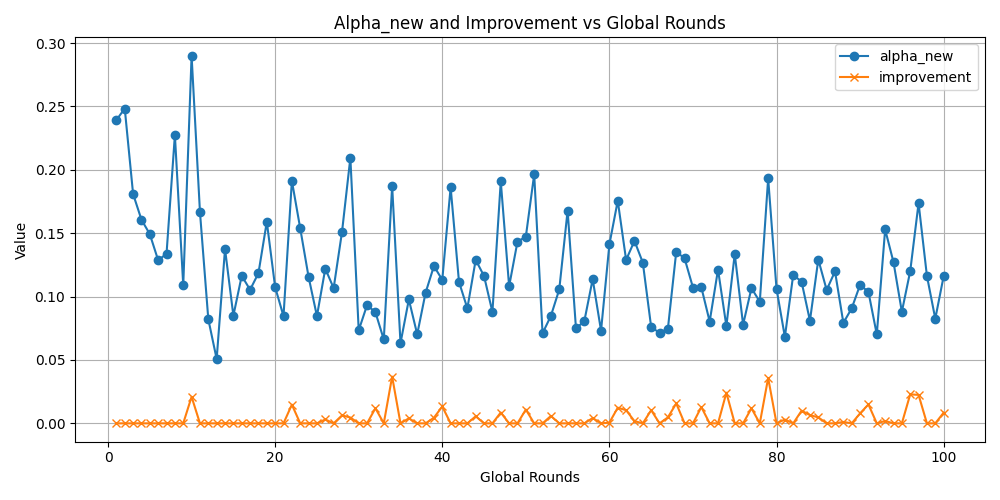 Alpha_new and Improvement vs Global Rounds
0.30
0.25
0.20
0.15
0.10
0.05
0.00
Value
alpha_new
improvement
0 20 40 60 80 100
Global Rounds